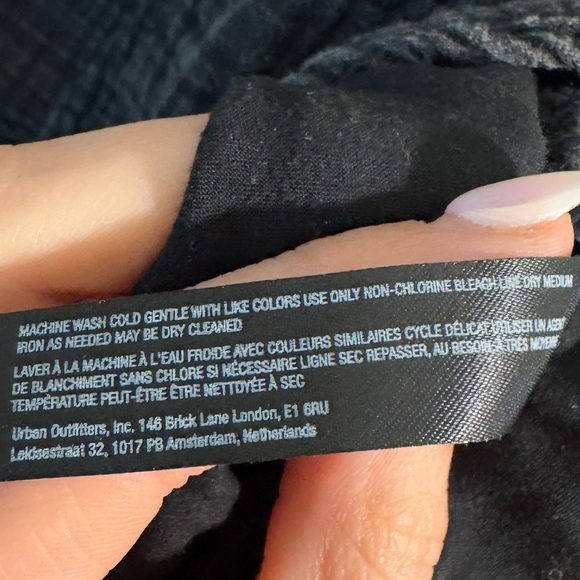 MACHINE WASH COLD GENTLE WITH LIKE COLORS USE ONLY NON-CHLORINE BLEACH LINE DRY MEDIUM
IRON AS NEEDED MAY BE DRY CLEANED
LAVER À LA MACHINE À L'EAU FROIDE AVEC COULEURS SIMILAIRES CYCLE DÉLICAT UTILISER UN AGENT
DE BLANCHIMENT SANS CHLORE SI NÉCESSAIRE LIGNE SEC REPASSER, AU BESOIN À TRÈS MOYENNE
TEMPÉRATURE PEUT-ÊTRE ÊTRE NETTOYÉE À SEC
Urban Outfitters, Inc. 146 Brick Lane London, E1 6RU
Leidsestraat 32, 1017 PB Amsterdam, Netherlands